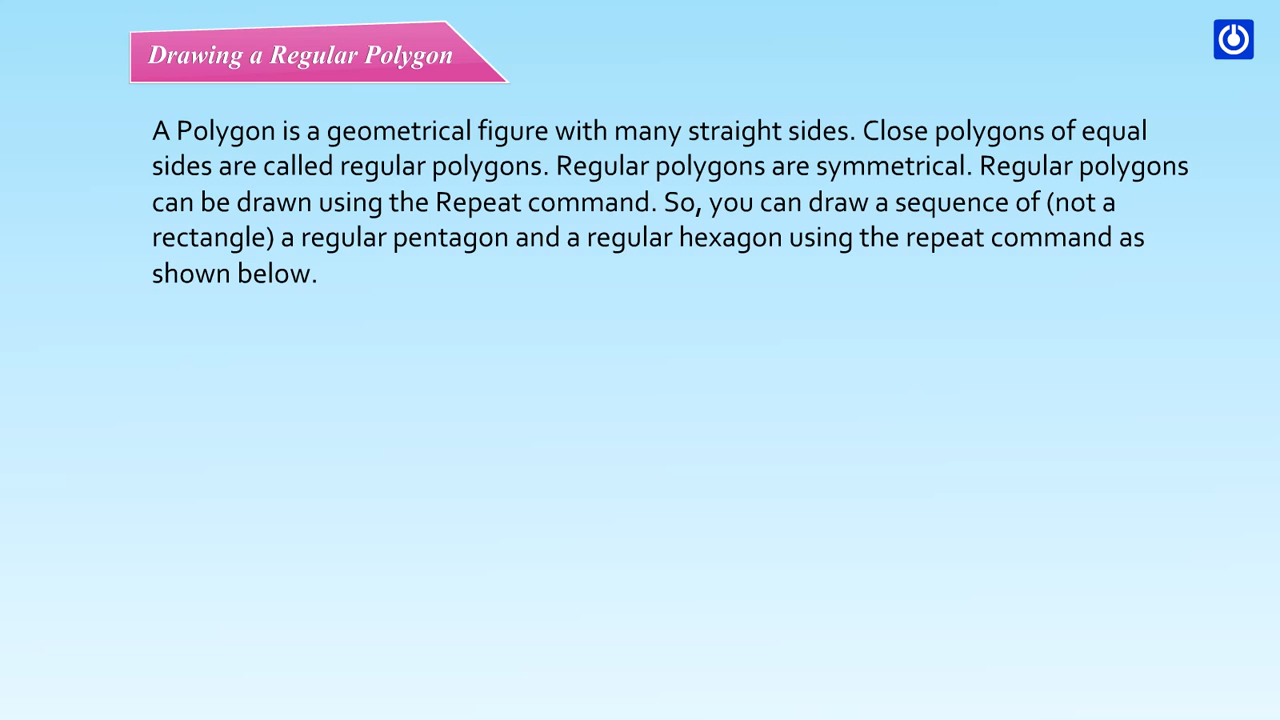 Drawing a Regular Polygon
A Polygon is a geometrical figure with many straight sides. Close polygons of equal
sides are called regular polygons. Regular polygons are symmetrical. Regular polygons
can be drawn using the Repeat command. So, you can draw a sequence of (not a
rectangle) a regular pentagon and a regular hexagon using the repeat command as
shown below.